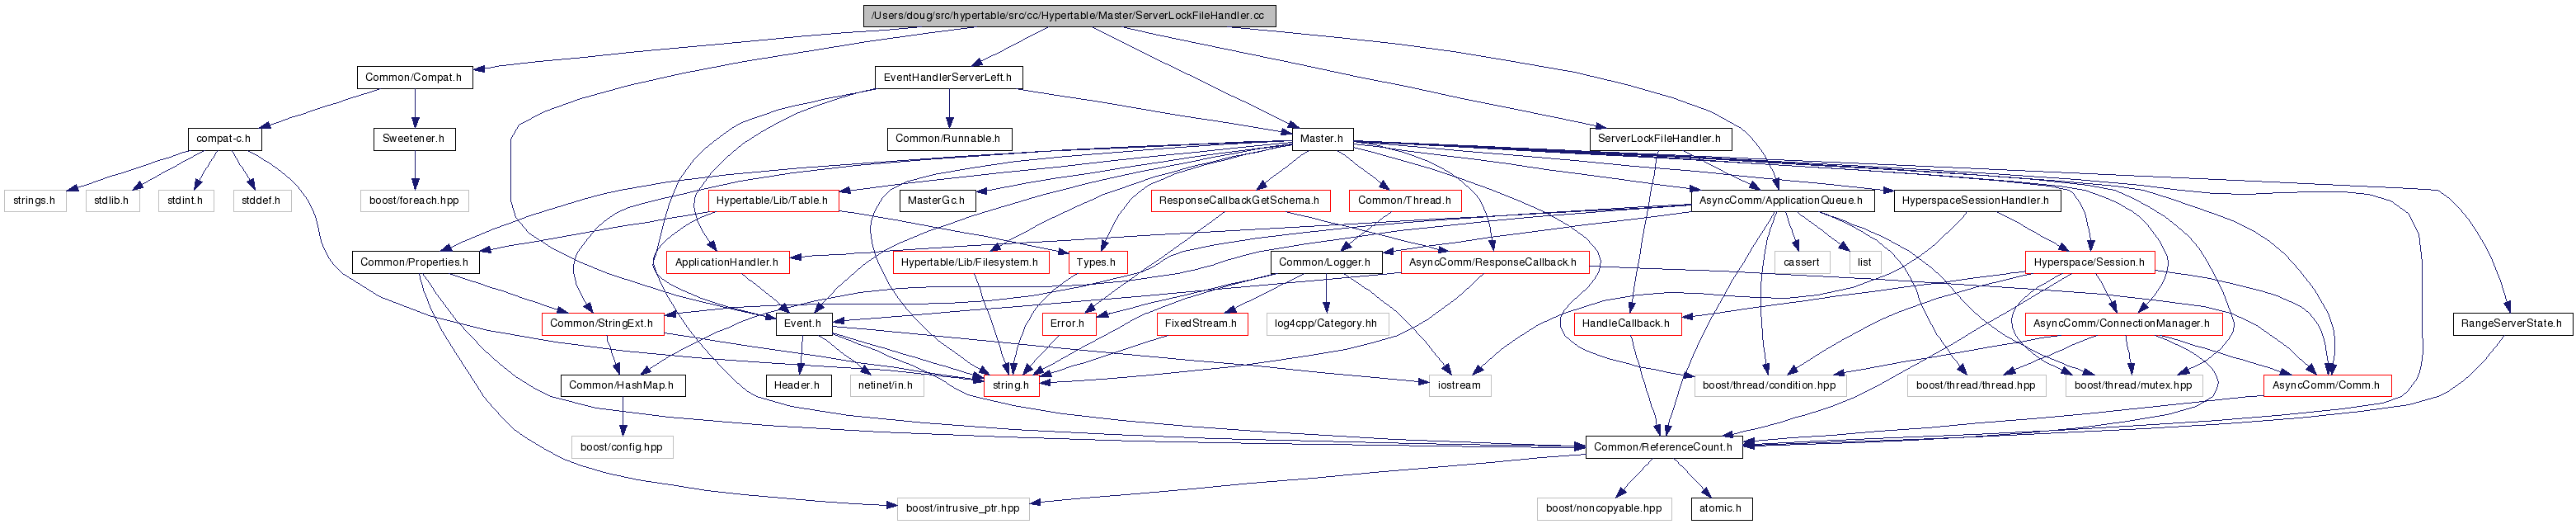 /Users/doug/src/hypertable/src/cc/Hypertable/Master/ServerLockFileHandler.cc
Common/Compat.h
EventHandlerServerLeft.h
compat-c.h
Sweetener.h
Common/Runnable.h
Master.h
ServerLockFileHandler.h
strings.h
stdlib.h
stdint.h
stddef.h
boost/foreach.hpp
Hypertable/Lib/Table.h
MasterGc.h
ResponseCallbackGetSchema.h
Common/Thread.h
AsyncComm/ApplicationQueue.h
HyperspaceSessionHandler.h
Common/Properties.h
ApplicationHandler.h
Hypertable/Lib/Filesystem.h
Types.h
Common/Logger.h
AsyncComm/ResponseCallback.h
cassert
list
Hyperspace/Session.h
Common/StringExt.h
Event.h
Error.h
FixedStream.h
log4cpp/Category.hh
HandleCallback.h
AsyncComm/ConnectionManager.h
RangeServerState.h
Common/HashMap.h
Header.h
netinet/in.h
string.h
iostream
boost/thread/condition.hpp
boost/thread/thread.hpp
boost/thread/mutex.hpp
AsyncComm/Comm.h
boost/config.hpp
Common/ReferenceCount.h
boost/intrusive_ptr.hpp
boost/noncopyable.hpp
atomic.h